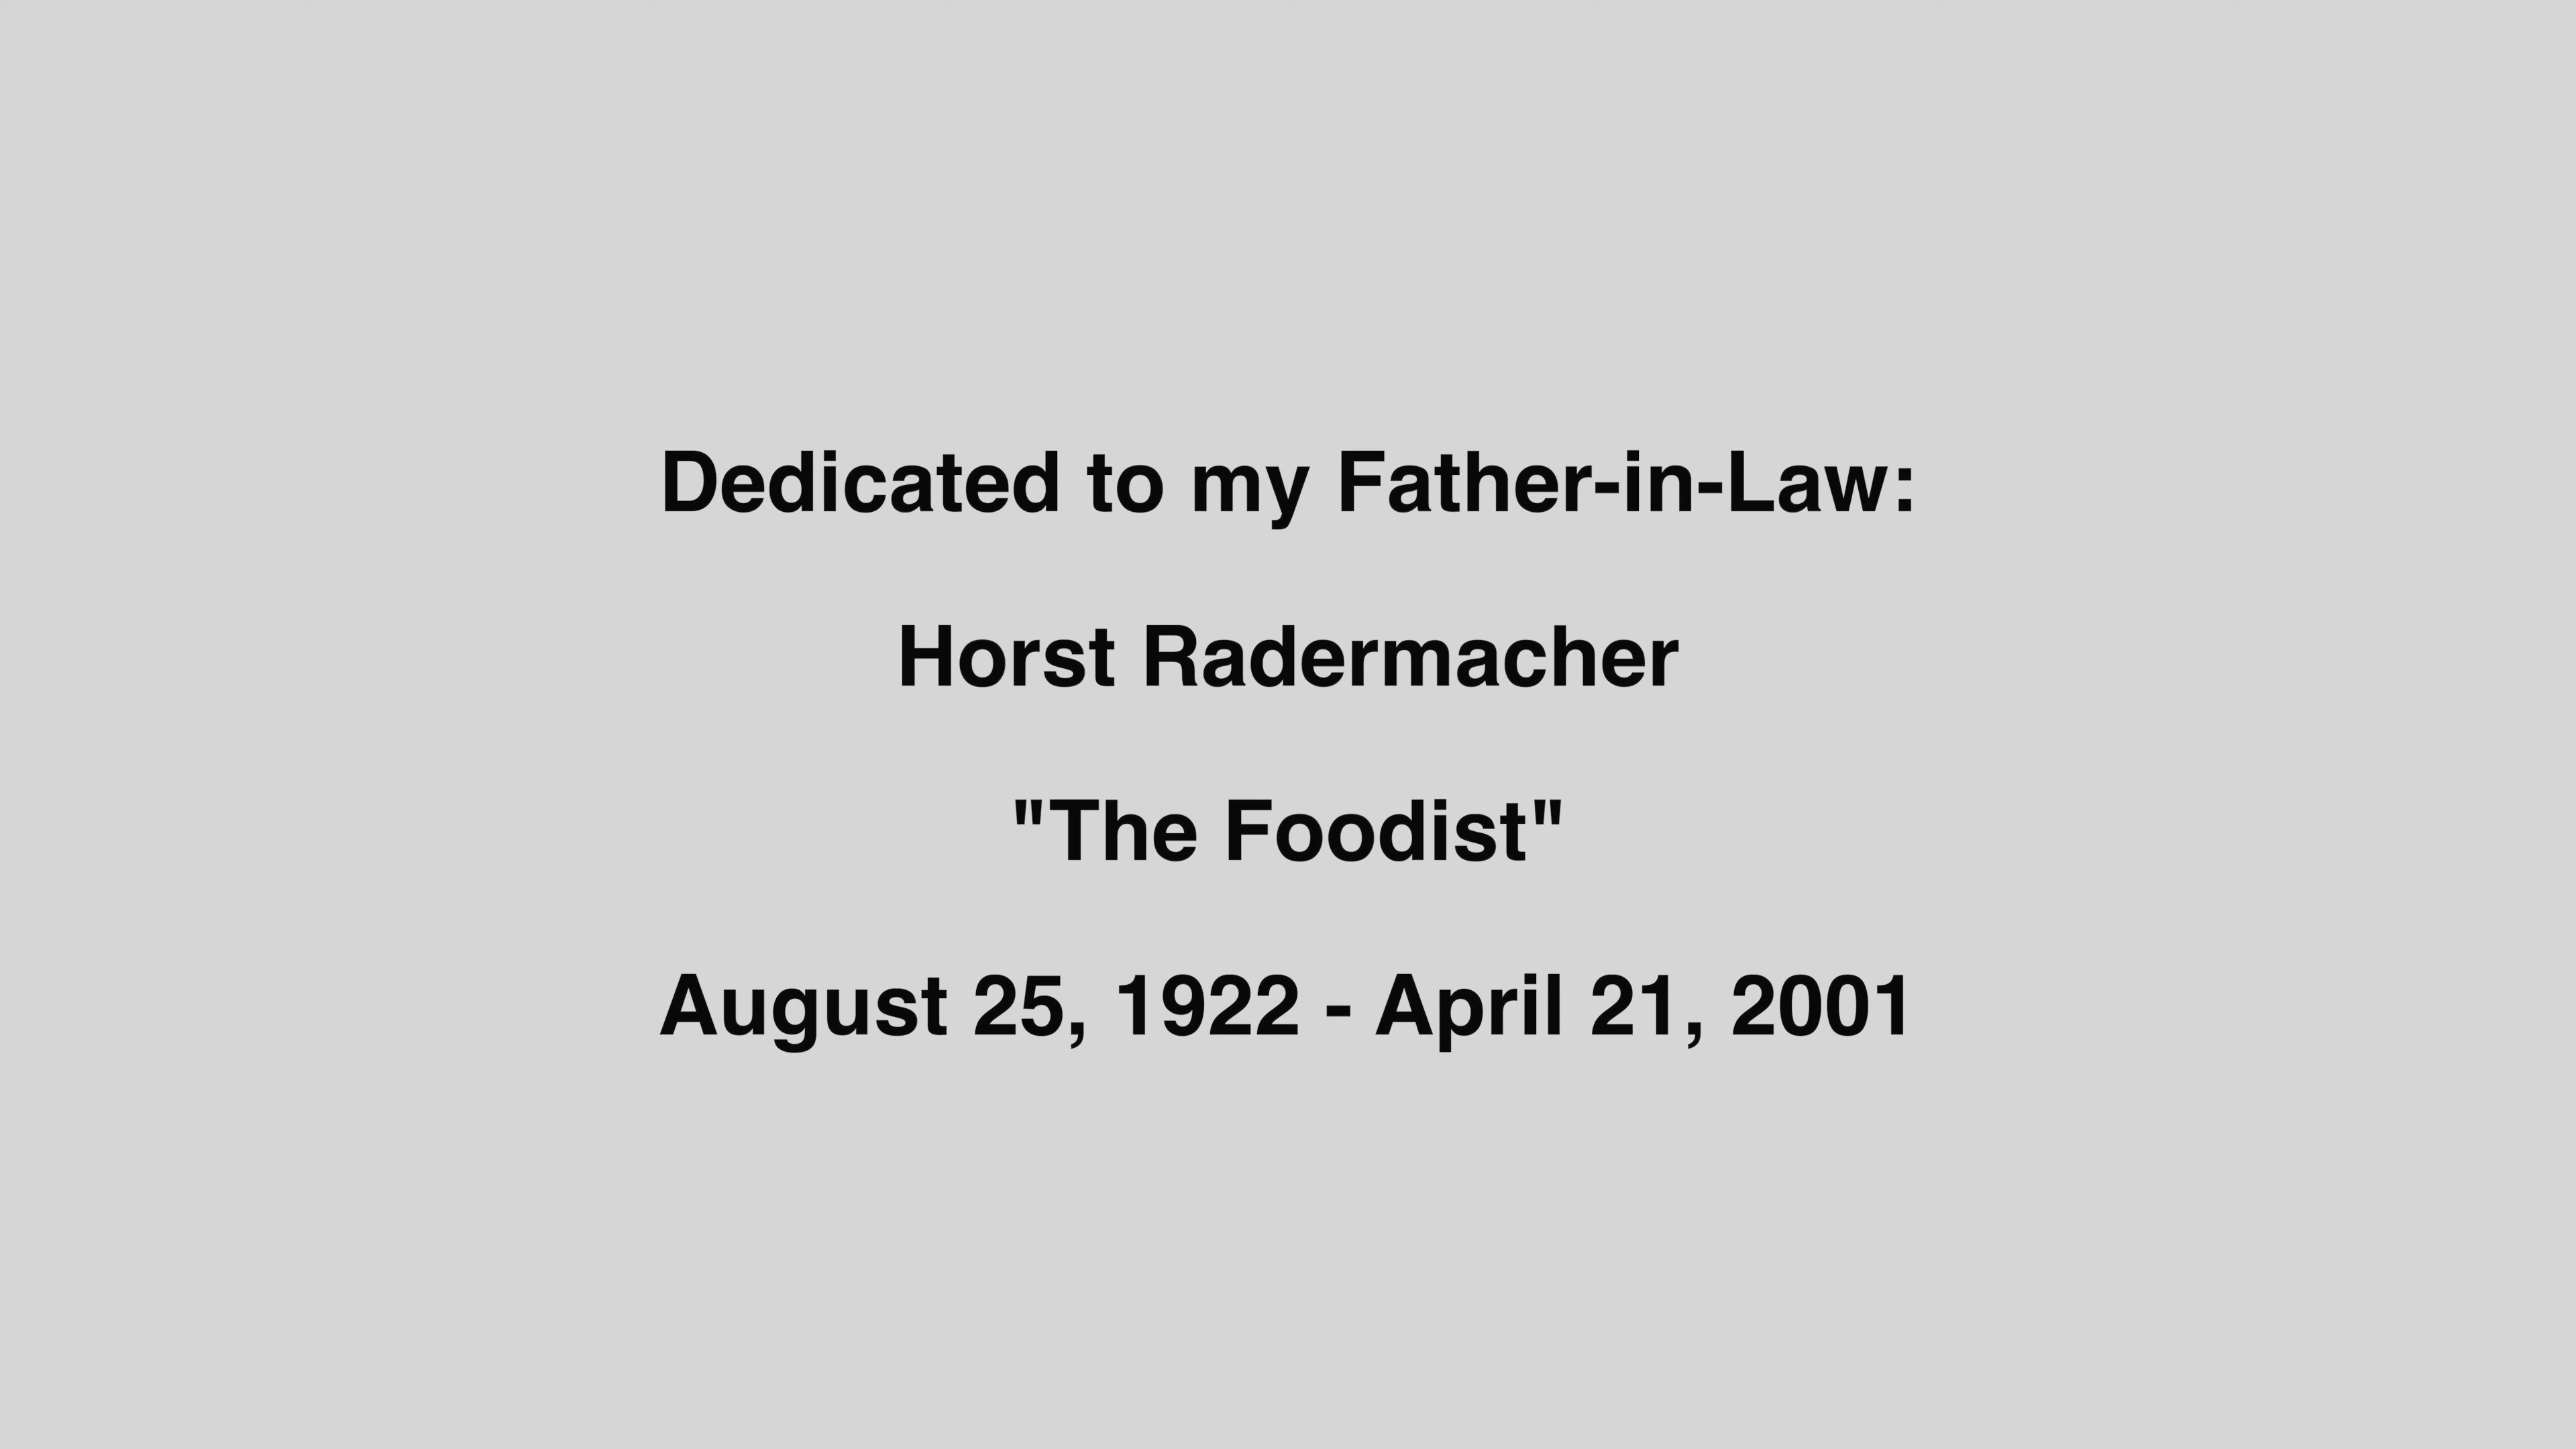 Dedicated to my Father-in-Law:
Horst Radermacher
"The Foodist"
August 25, 1922 - April 21, 2001